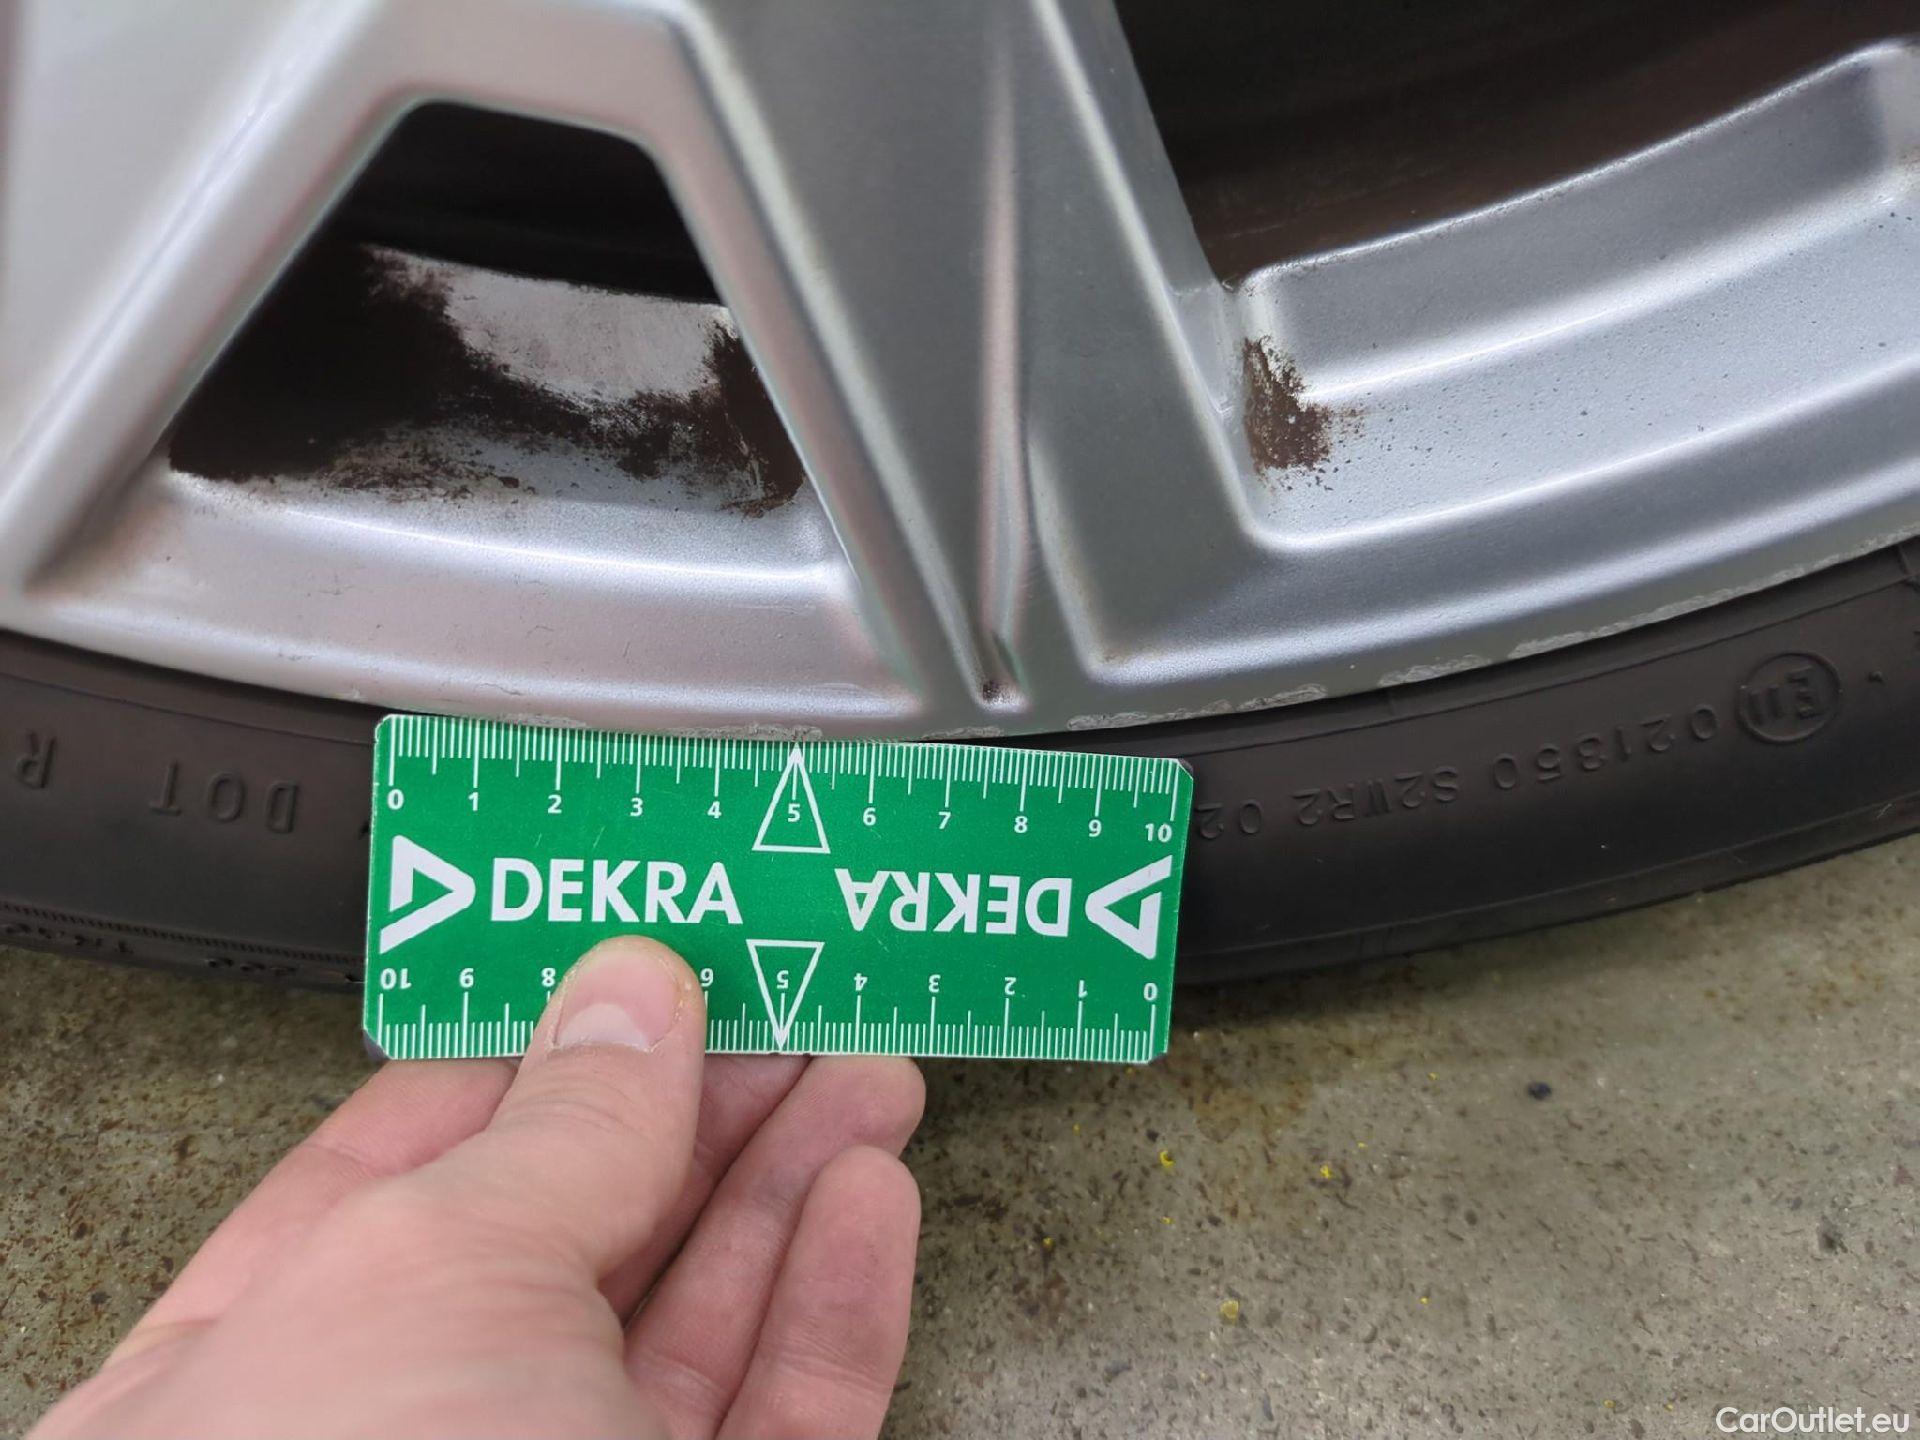 R
DOT
E11 021850 S2WR2 02
0 1 2 3 4 5 6 7 8 9 10
DEKRA
DEKRA
10 9 8 6 5 4 3 2 1 0
CarOutlet.eu